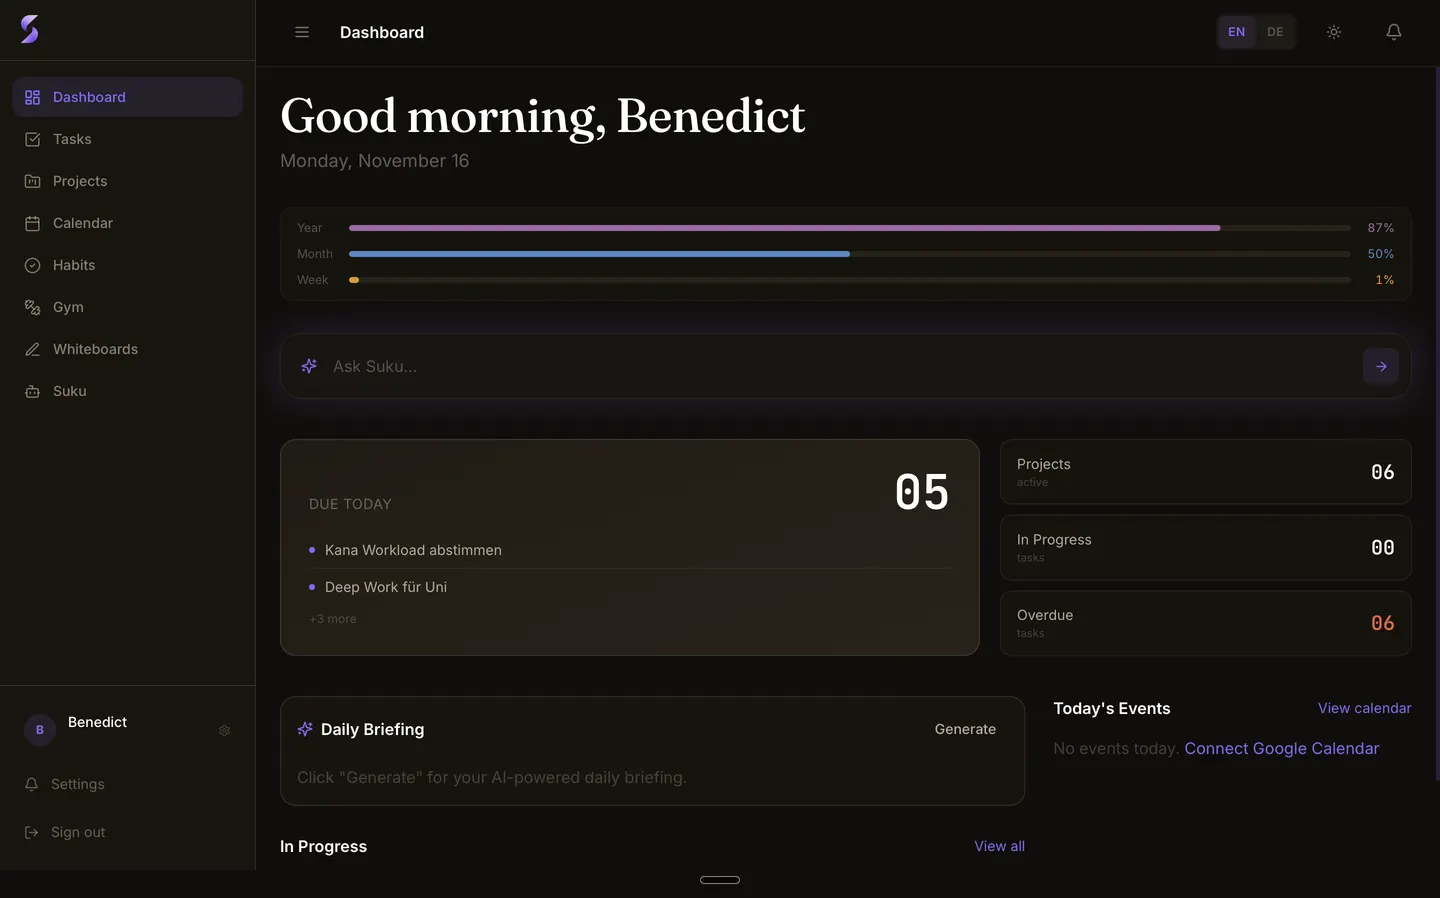 Dashboard
Tasks
Projects
Calendar
Habits
Gym
Whiteboards
Suku
Benedict
B
Settings
Sign out
Dashboard
EN DE
Good morning, Benedict
Monday, November 16
Year 87%
Month 50%
Week 1%
Ask Suku...
DUE TODAY 05
Kana Workload abstimmen
Deep Work für Uni
+3 more
Projects
active
06
In Progress
tasks
00
Overdue
tasks
06
Daily Briefing Generate
Click "Generate" for your AI-powered daily briefing.
Today's Events View calendar
No events today. Connect Google Calendar
In Progress View all